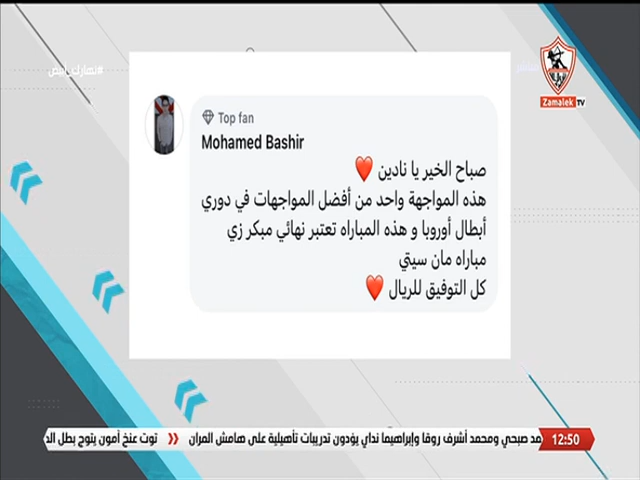 #نهارك_أبيض
Zamalek TV
Top fan
Mohamed Bashir
صباح الخير يا نادين ❤️
هذه المواجهة واحد من أفضل المواجهات في دوري
أبطال أوروبا و هذه المباراه تعتبر نهائي مبكر زي
مباراه مان سيتي
كل التوفيق للريال ❤️
12:50
مد صبحي ومحمد أشرف روقا وإبراهيما نداي يؤدون تدريبات تأهيلية على هامش المران
توت عنخ آمون يتوج بطل الد